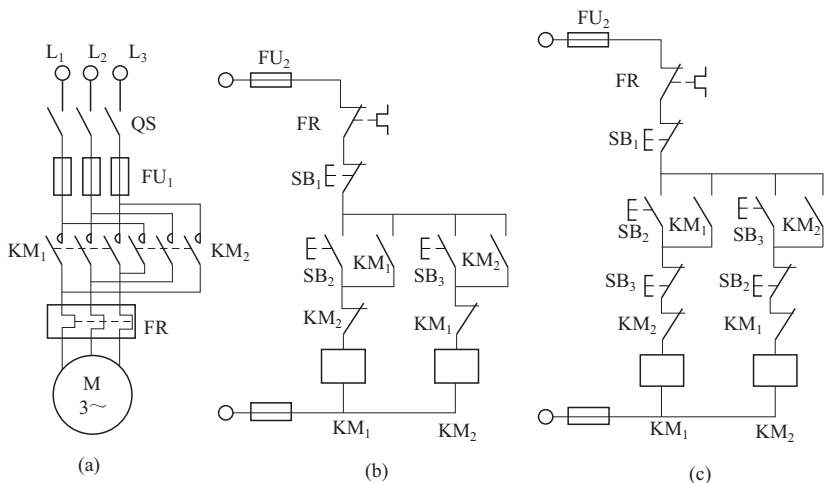 L₁ L₂ L₃
QS
FU₁
KM₁ KM₂
FR
M
3～
(a)
FU₂
FR
SB₁
SB₂ KM₁ SB₃ KM₂
KM₂ KM₁
KM₁ KM₂
(b)
FU₂
FR
SB₁
SB₂ KM₁ SB₃ KM₂
SB₃ SB₂
KM₂ KM₁
KM₁ KM₂
(c)